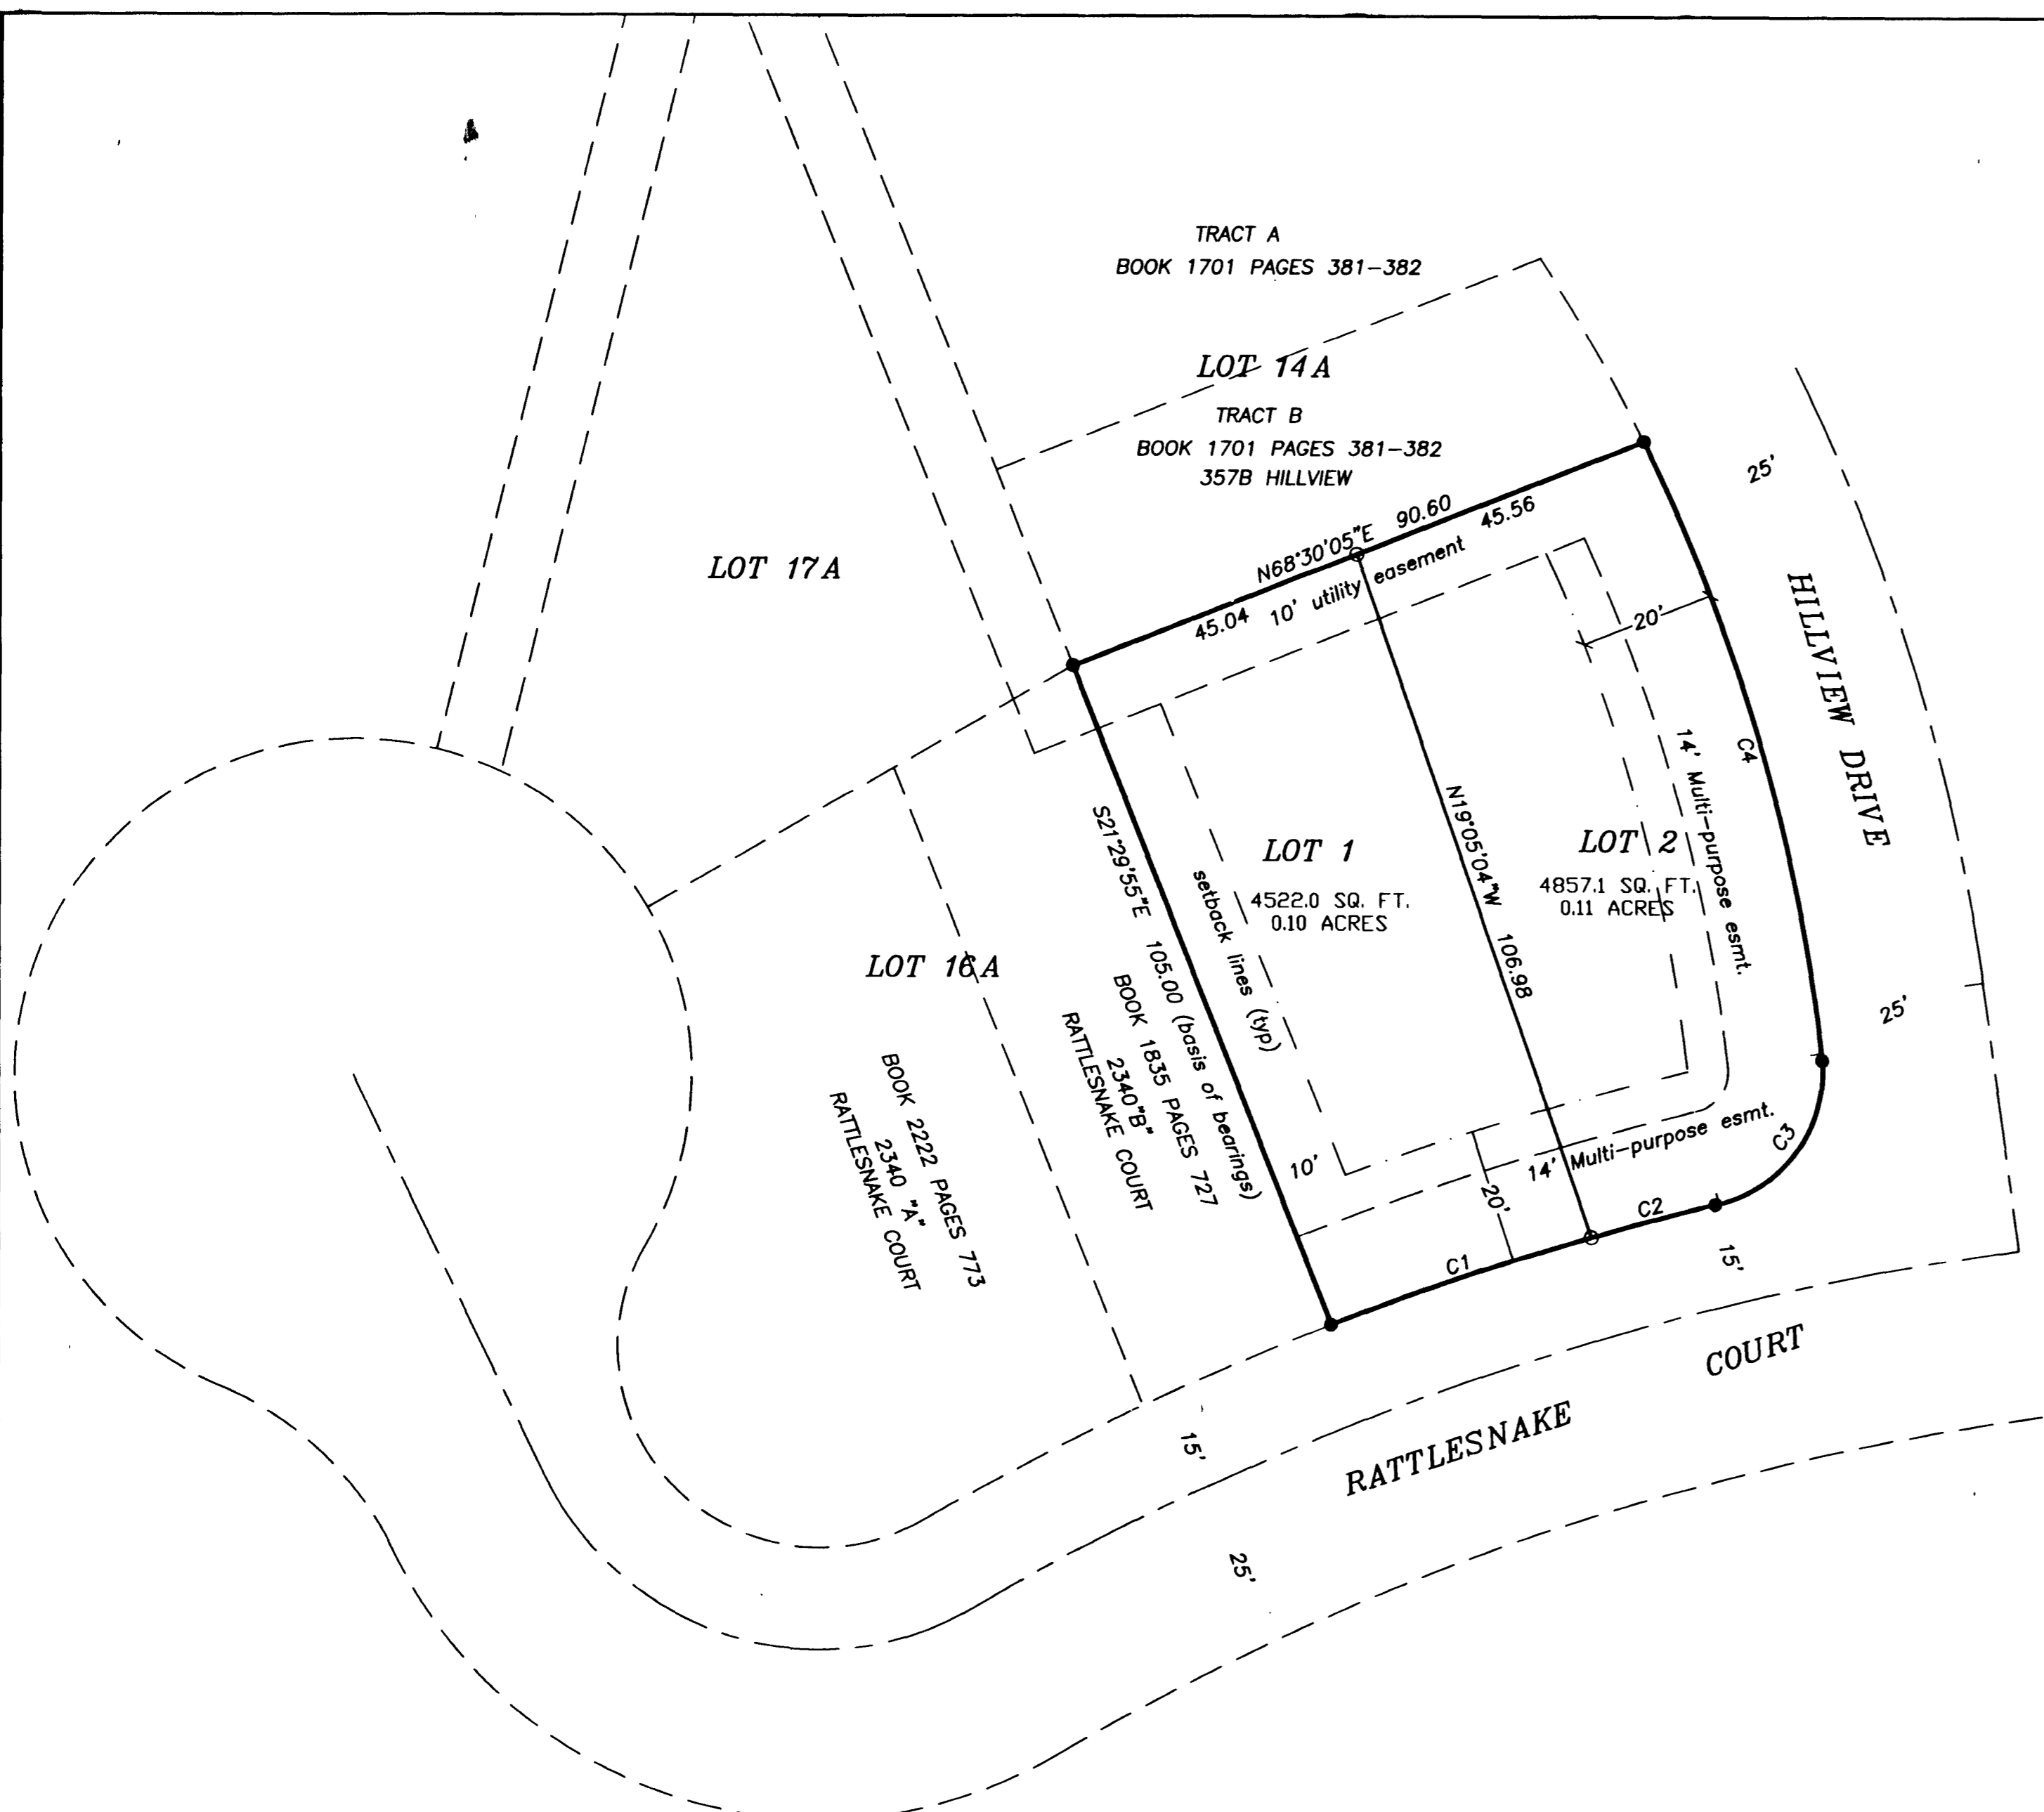 TRACT A
BOOK 1701 PAGES 381-382
LOT 14A
TRACT B
BOOK 1701 PAGES 381-382
357B HILLVIEW
25'
N68°30'05"E 90.60
45.56
45.04 10' utility easement
LOT 17A
20'
HILLVIEW DRIVE
C4
14' Multi-purpose esmt.
S21°29'55"E 105.00 (basis of bearings)
setback lines (typ)
LOT 1
4522.0 SQ. FT.
0.10 ACRES
N19°05'04"W 106.98
LOT 2
4857.1 SQ. FT.
0.11 ACRES
LOT 16A
BOOK 1835 PAGES 727
2340"B"
RATTLESNAKE COURT
BOOK 2222 PAGES 773
2340 "A"
RATTLESNAKE COURT
25'
10'
14' Multi-purpose esmt.
C3
20'
C2
C1
15'
RATTLESNAKE COURT
15'
25'